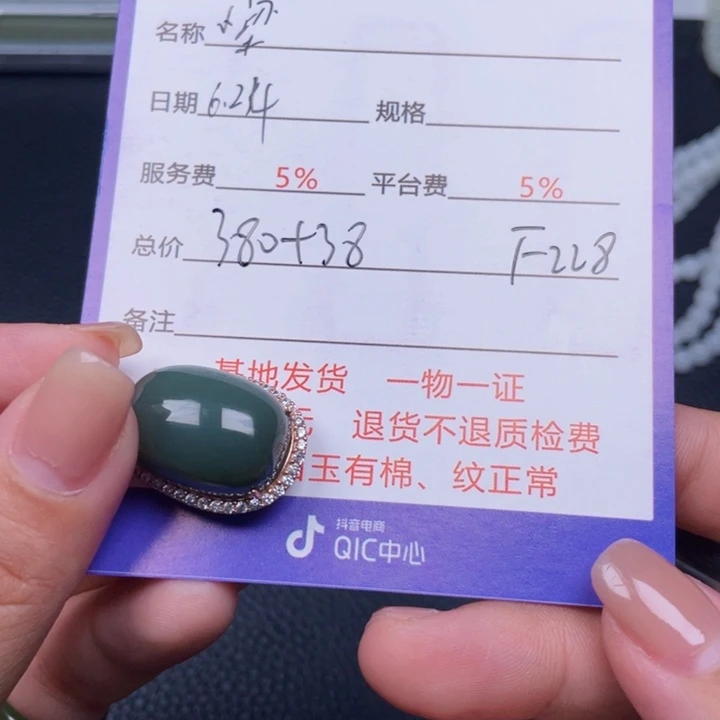 名称
日期 6.24 规格
服务费 5% 平台费 5%
总价 380+38 F-228
备注
基地发货 一物一证
元 退货不退质检费
玉有棉、纹正常
抖音电商
QIC中心